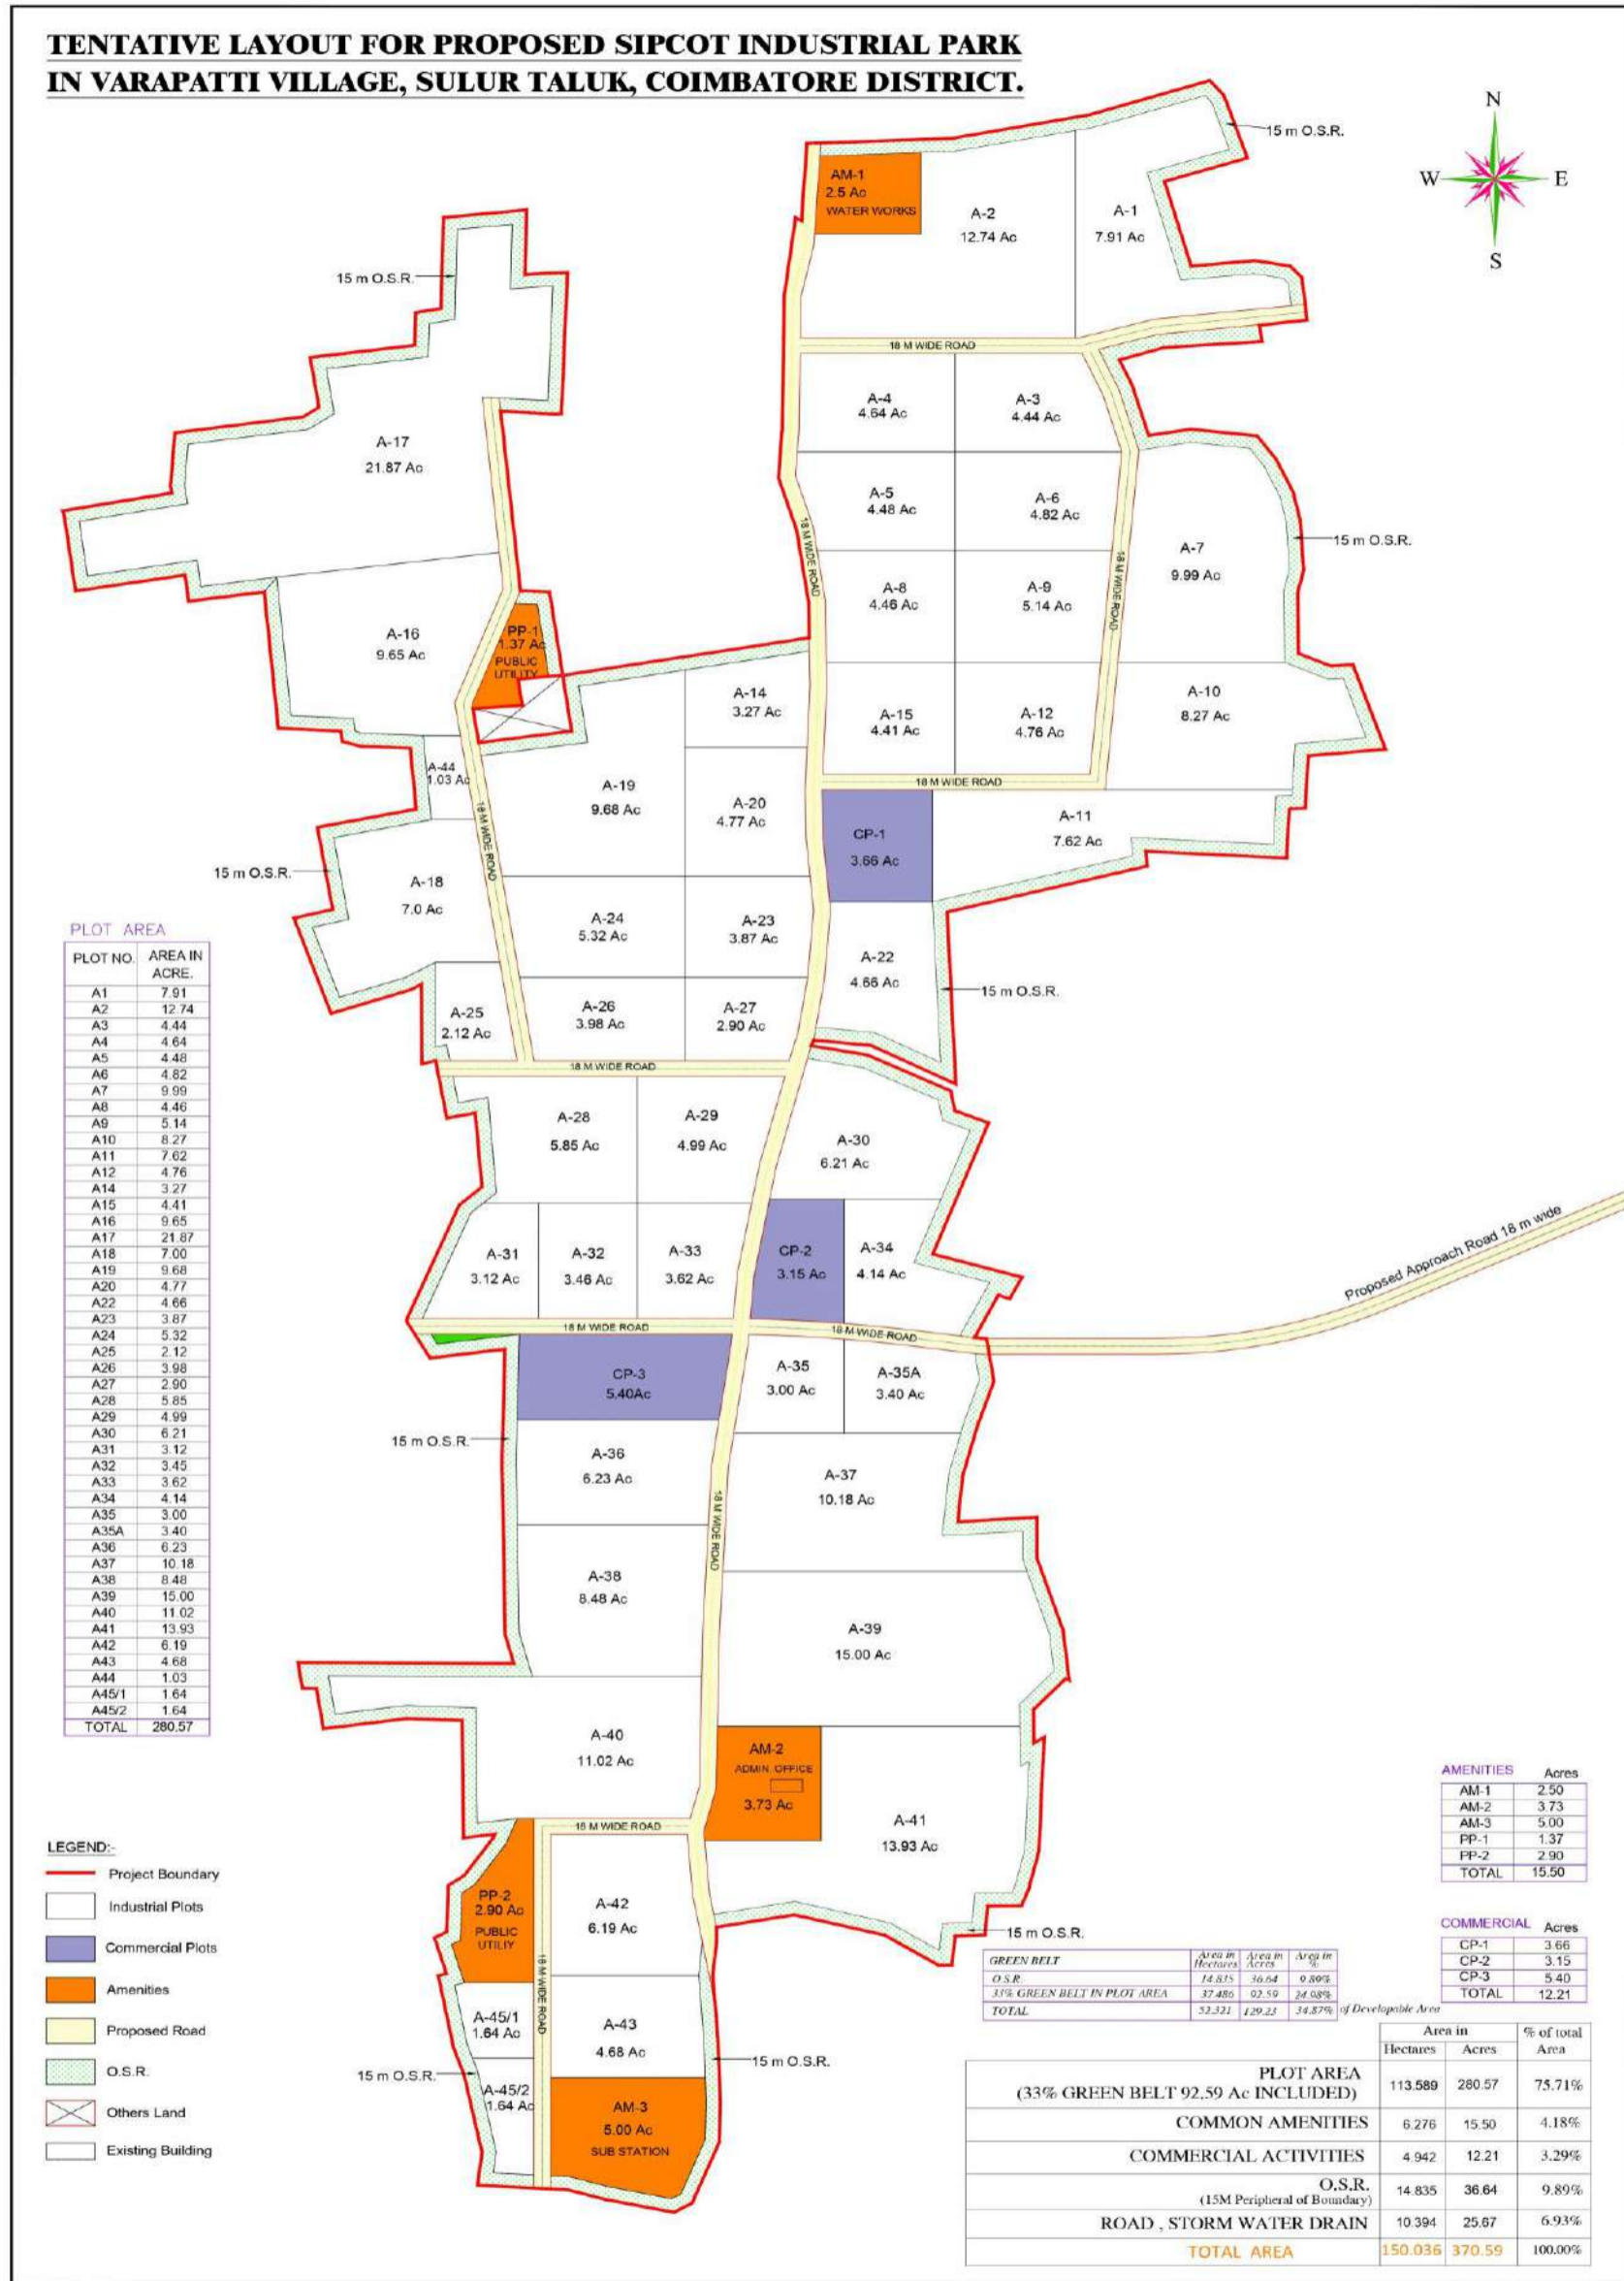 TENTATIVE LAYOUT FOR PROPOSED SIPCOT INDUSTRIAL PARK
IN VARAPATTI VILLAGE, SULUR TALUK, COIMBATORE DISTRICT.
N
W
E
S
15 m O.S.R.
AM-1
2.5 Ac
WATER WORKS
A-2
12.74 Ac
A-1
7.91 Ac
15 m O.S.R.
18 M WIDE ROAD
A-4
4.64 Ac
A-3
4.44 Ac
A-17
21.87 Ac
A-5
4.48 Ac
A-6
4.82 Ac
18 M WIDE ROAD
18 M WIDE ROAD
A-7
9.99 Ac
15 m O.S.R.
A-8
4.46 Ac
A-9
5.14 Ac
A-16
9.65 Ac
PP-1
1.37 Ac
PUBLIC
UTILITY
A-14
3.27 Ac
A-15
4.41 Ac
A-12
4.76 Ac
A-10
8.27 Ac
A-44
1.03 Ac
18 M WIDE ROAD
A-19
9.68 Ac
A-20
4.77 Ac
18 M WIDE ROAD
CP-1
3.66 Ac
A-11
7.62 Ac
15 m O.S.R.
A-18
7.0 Ac
A-24
5.32 Ac
A-23
3.87 Ac
A-22
4.66 Ac
15 m O.S.R.
A-25
2.12 Ac
A-26
3.98 Ac
A-27
2.90 Ac
18 M WIDE ROAD
A-28
5.85 Ac
A-29
4.99 Ac
A-30
6.21 Ac
A-31
3.12 Ac
A-32
3.46 Ac
A-33
3.62 Ac
CP-2
3.15 Ac
A-34
4.14 Ac
Proposed Approach Road 18 m wide
18 M WIDE ROAD
18 M WIDE ROAD
CP-3
5.40Ac
A-35
3.00 Ac
A-35A
3.40 Ac
15 m O.S.R.
A-36
6.23 Ac
A-37
10.18 Ac
18 M WIDE ROAD
A-38
8.48 Ac
A-39
15.00 Ac
A-40
11.02 Ac
AM-2
ADMIN. OFFICE
3.73 Ac
A-41
13.93 Ac
18 M WIDE ROAD
PP-2
2.90 Ac
PUBLIC
UTILIY
A-42
6.19 Ac
15 m O.S.R.
18 M WIDE ROAD
A-45/1
1.64 Ac
A-43
4.68 Ac
15 m O.S.R.
15 m O.S.R.
A-45/2
1.64 Ac
AM-3
5.00 Ac
SUB STATION
PLOT AREA
PLOT NO. AREA IN
ACRE.
A1 7.91
A2 12.74
A3 4.44
A4 4.64
A5 4.48
A6 4.82
A7 9.99
A8 4.46
A9 5.14
A10 8.27
A11 7.62
A12 4.76
A14 3.27
A15 4.41
A16 9.65
A17 21.87
A18 7.00
A19 9.68
A20 4.77
A22 4.66
A23 3.87
A24 5.32
A25 2.12
A26 3.98
A27 2.90
A28 5.85
A29 4.99
A30 6.21
A31 3.12
A32 3.45
A33 3.62
A34 4.14
A35 3.00
A35A 3.40
A36 6.23
A37 10.18
A38 8.48
A39 15.00
A40 11.02
A41 13.93
A42 6.19
A43 4.68
A44 1.03
A45/1 1.64
A45/2 1.64
TOTAL 280.57
LEGEND:-
Project Boundary
Industrial Plots
Commercial Plots
Amenities
Proposed Road
O.S.R.
Others Land
Existing Building
AMENITIES Acres
AM-1 2.50
AM-2 3.73
AM-3 5.00
PP-1 1.37
PP-2 2.90
TOTAL 15.50
COMMERCIAL Acres
CP-1 3.66
CP-2 3.15
CP-3 5.40
TOTAL 12.21
GREEN BELT Area in Hectares Area in Acres Area in %
O.S.R. 14.835 36.64 9.89%
33% GREEN BELT IN PLOT AREA 37.486 92.59 24.98%
TOTAL 52.321 129.23 34.87% of Developable Area
Area in % of total
Hectares Acres Area
PLOT AREA
(33% GREEN BELT 92.59 Ac INCLUDED) 113.589 280.57 75.71%
COMMON AMENITIES 6.276 15.50 4.18%
COMMERCIAL ACTIVITIES 4.942 12.21 3.29%
O.S.R.
(15M Peripheral of Boundary) 14.835 36.64 9.89%
ROAD , STORM WATER DRAIN 10.394 25.67 6.93%
TOTAL AREA 150.036 370.59 100.00%